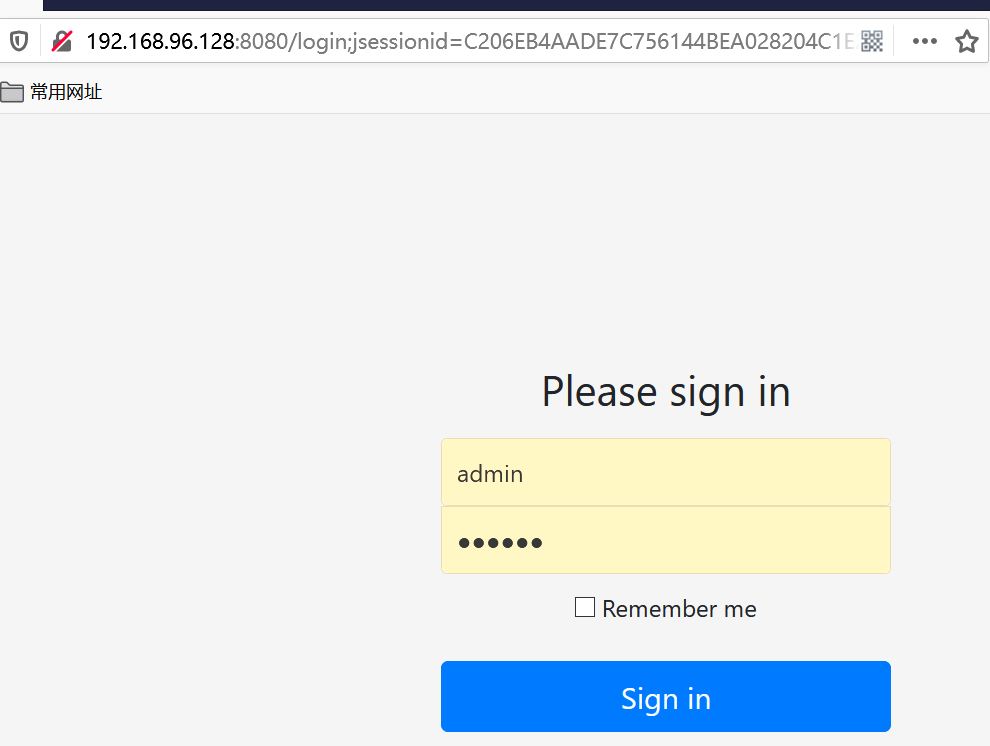 192.168.96.128:8080/login;jsessionid=C206EB4AADE7C756144BEA028204C1E
常用网址
Please sign in
admin
••••••
Remember me
Sign in